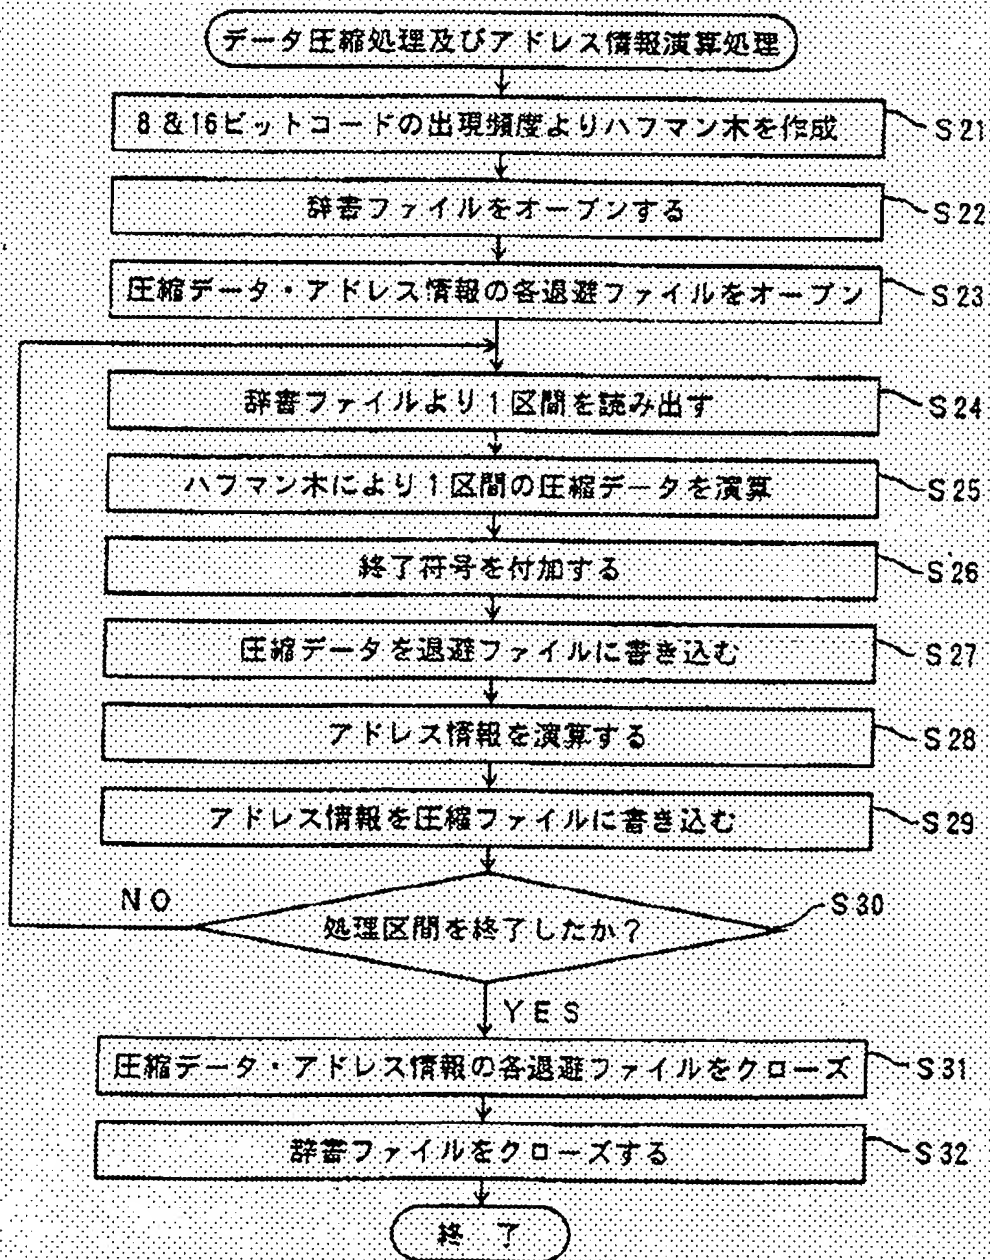 データ圧縮処理及びアドレス情報演算処理
8&16ビットコードの出現頻度よりハフマン木を作成
S21
辞書ファイルをオープンする
S22
圧縮データ・アドレス情報の各退避ファイルをオープン
S23
辞書ファイルより1区間を読み出す
S24
ハフマン木により1区間の圧縮データを演算
S25
終了符号を付加する
S26
圧縮データを退避ファイルに書き込む
S27
アドレス情報を演算する
S28
アドレス情報を圧縮ファイルに書き込む
S29
NO
処理区間を終了したか?
S30
YES
圧縮データ・アドレス情報の各退避ファイルをクローズ
S31
辞書ファイルをクローズする
S32
終了